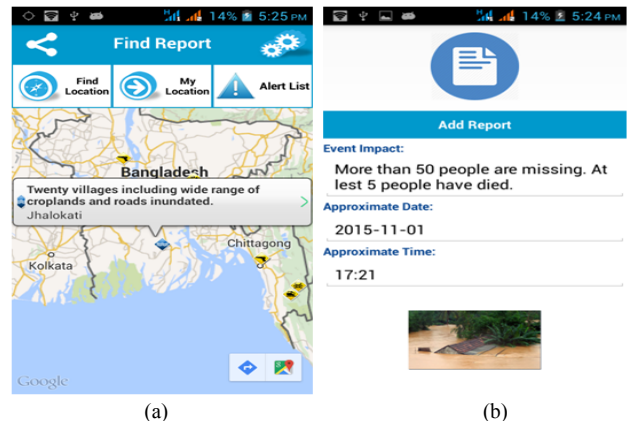 14% 5:25 PM
Find Report
Find
Location
My
Location
Alert List
Bangladesh
Twenty villages including wide range of
croplands and roads inundated.
Jhalokati
Chittagong
Kolkata
Google
(a)
H 14% 5:24 PM
Add Report
Event Impact:
More than 50 people are missing. At
lest 5 people have died.
Approximate Date:
2015-11-01
Approximate Time:
17:21
(b)